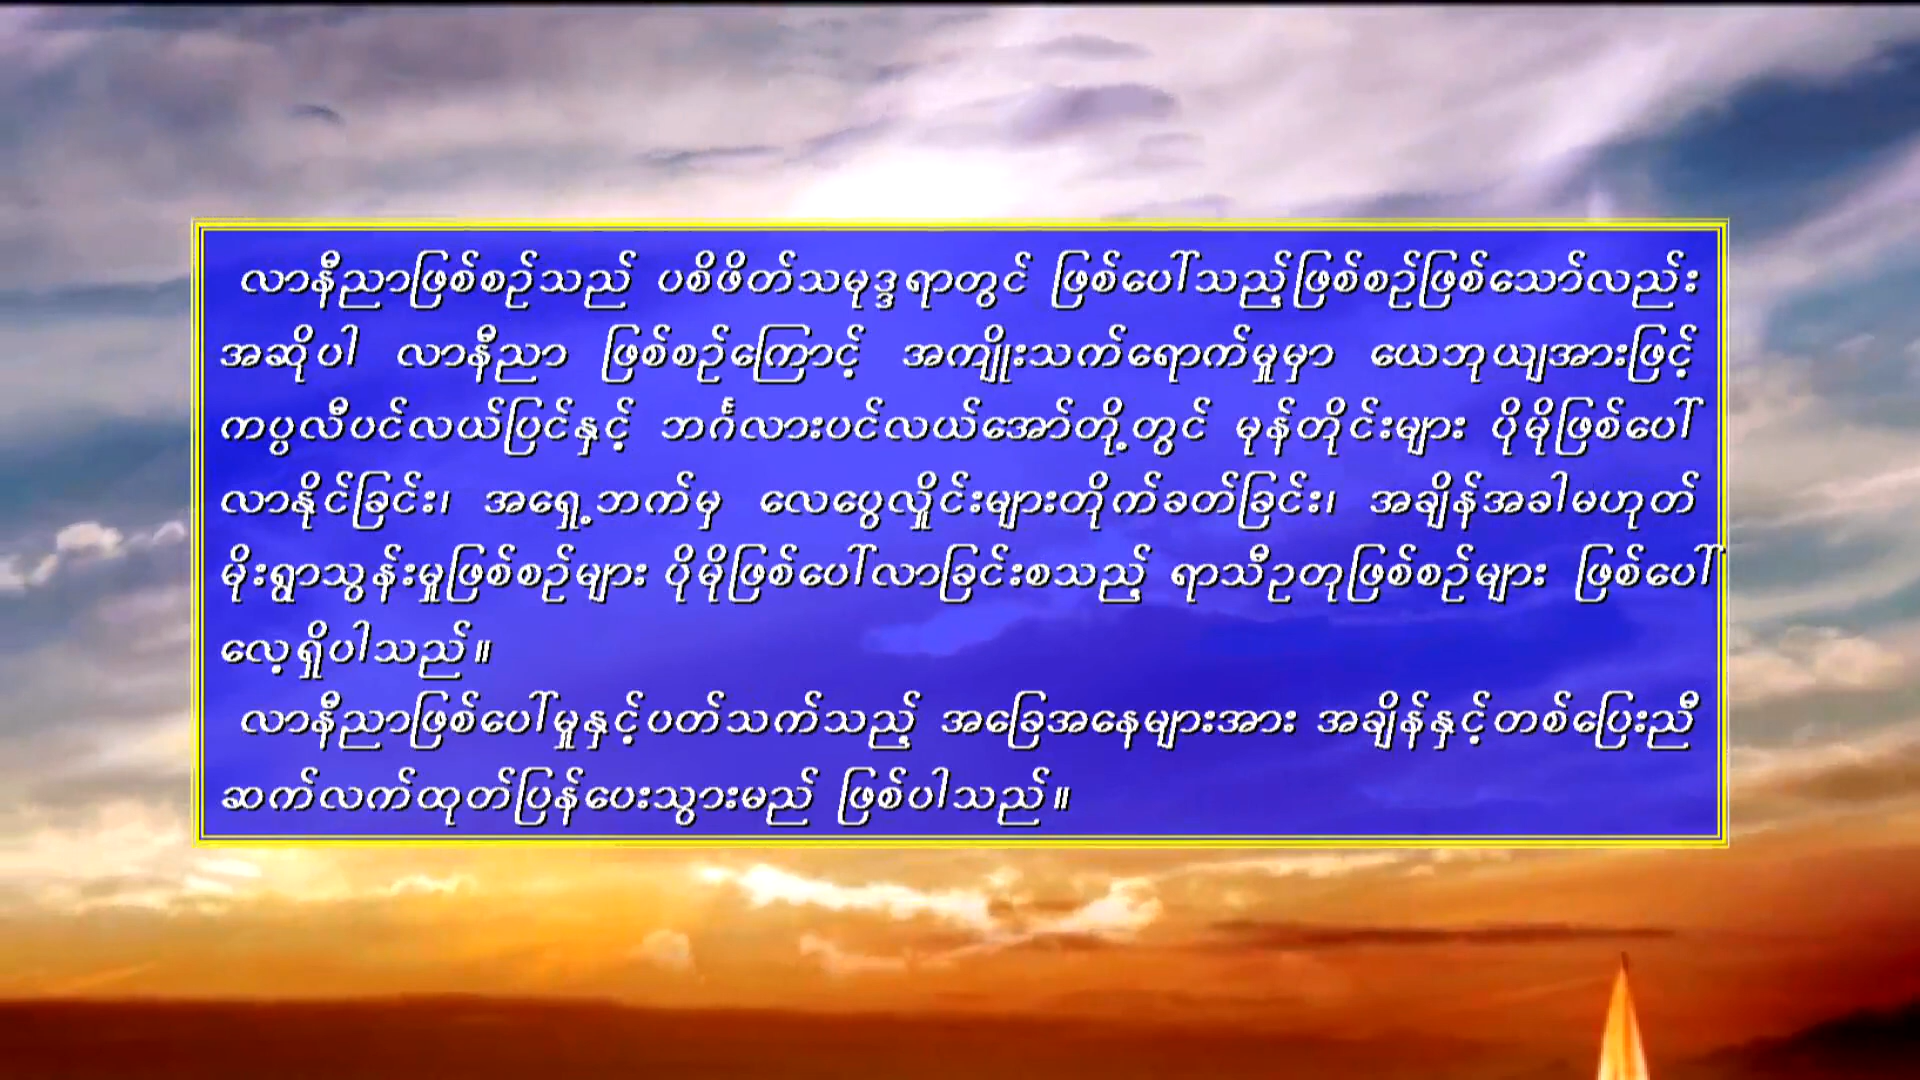 လာနီညာဖြစ်စဉ်သည် ပစိဖိတ်သမုဒ္ဒရာတွင် ဖြစ်ပေါ်သည့်ဖြစ်စဉ်ဖြစ်သော်လည်း
အဆိုပါ လာနီညာ ဖြစ်စဉ်ကြောင့် အကျိုးသက်ရောက်မှုမှာ ယေဘုယျအားဖြင့်
ကပ္ပလီပင်လယ်ပြင်နှင့် ဘင်္ဂလားပင်လယ်အော်တို့တွင် မုန်တိုင်းများ ပိုမိုဖြစ်ပေါ်
လာနိုင်ခြင်း၊ အရှေ့ဘက်မှ လေပွေလှိုင်းများတိုက်ခတ်ခြင်း၊ အချိန်အခါမဟုတ်
မိုးရွာသွန်းမှုဖြစ်စဉ်များ ပိုမိုဖြစ်ပေါ်လာခြင်းစသည့် ရာသီဥတုဖြစ်စဉ်များ ဖြစ်ပေါ်
လေ့ရှိပါသည်။
လာနီညာဖြစ်ပေါ်မှုနှင့်ပတ်သက်သည့် အခြေအနေများအား အချိန်နှင့်တစ်ပြေးညီ
ဆက်လက်ထုတ်ပြန်ပေးသွားမည် ဖြစ်ပါသည်။